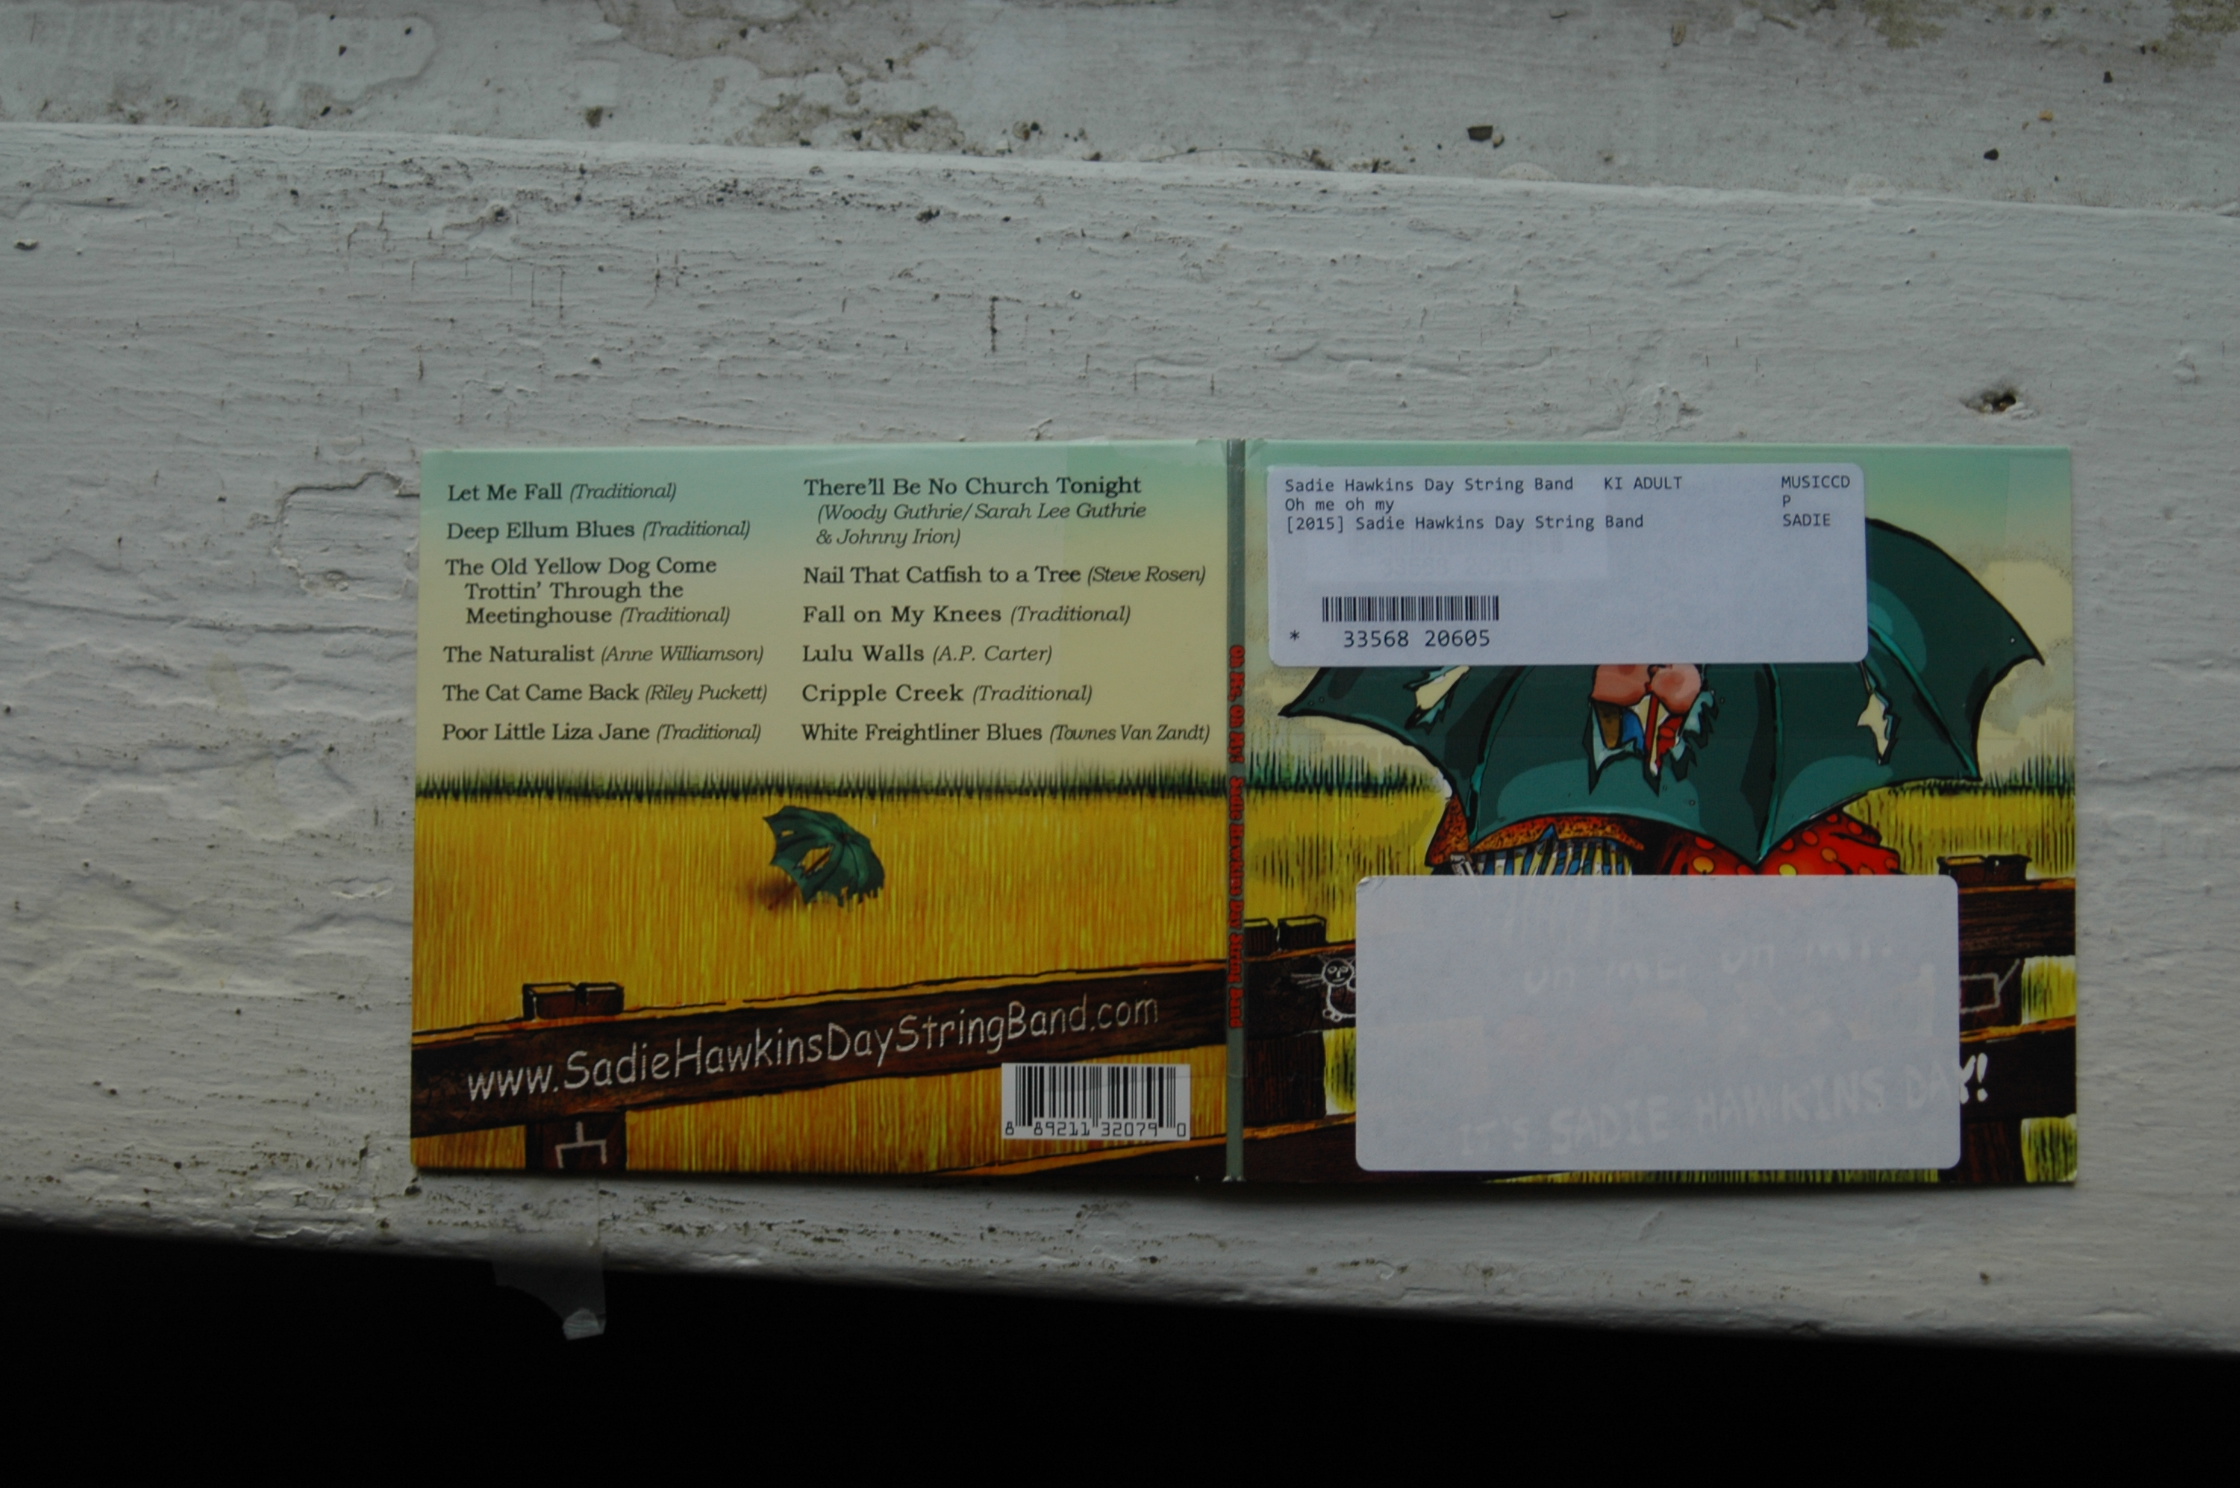 Let Me Fall (Traditional)
Deep Ellum Blues (Traditional)
The Old Yellow Dog Come
Trottin' Through the
Meetinghouse (Traditional)
The Naturalist (Anne Williamson)
The Cat Came Back (Riley Puckett)
Poor Little Liza Jane (Traditional)
There'll Be No Church Tonight
(Woody Guthrie/Sarah Lee Guthrie
& Johnny Irion)
Nail That Catfish to a Tree (Steve Rosen)
Fall on My Knees (Traditional)
Lulu Walls (A.P. Carter)
Cripple Creek (Traditional)
White Freightliner Blues (Townes Van Zandt)
www.SadieHawkinsDayStringBand.com
8 89211 32079 0
Oh Me, Oh My! Sadie Hawkins Day String Band
Sadie Hawkins Day String Band KI ADULT MUSICCD
Oh me oh my P
[2015] Sadie Hawkins Day String Band SADIE
* 33568 20605
Oh Me Oh My!
IT'S SADIE HAWKINS DAY!